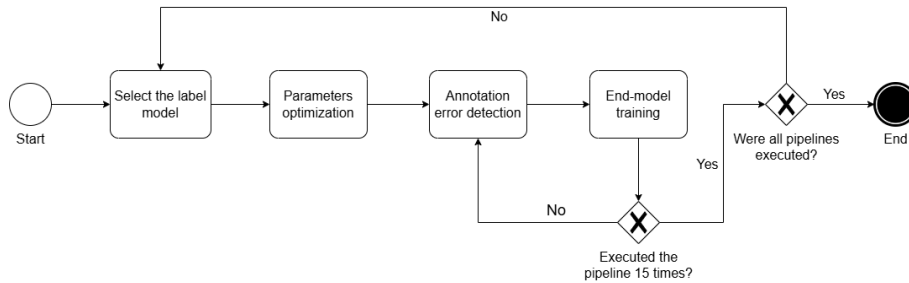 No
Start
Select the label
model
Parameters
optimization
Annotation
error detection
End-model
training
Yes
Were all pipelines
executed?
Yes
End
No
Executed the
pipeline 15 times?